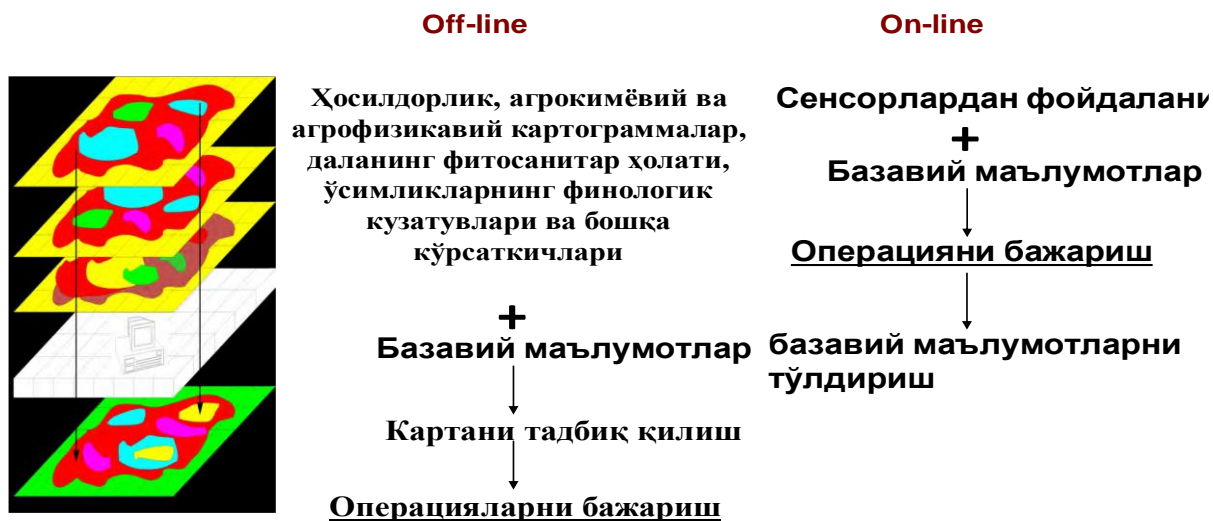 Off-line
Ҳосилдорлик, агрокимёвий ва
агрофизикавий картограммалар,
даланинг фитосанитар ҳолати,
ўсимликларнинг финологик
кузатувлари ва бошқа
кўрсаткичлари
+
Базавий маълумотлар
Картани тадбиқ қилиш
Операцияларни бажариш
On-line
Сенсорлардан фойдалани
+
Базавий маълумотлар
Операцияни бажариш
базавий маълумотларни
тўлдириш